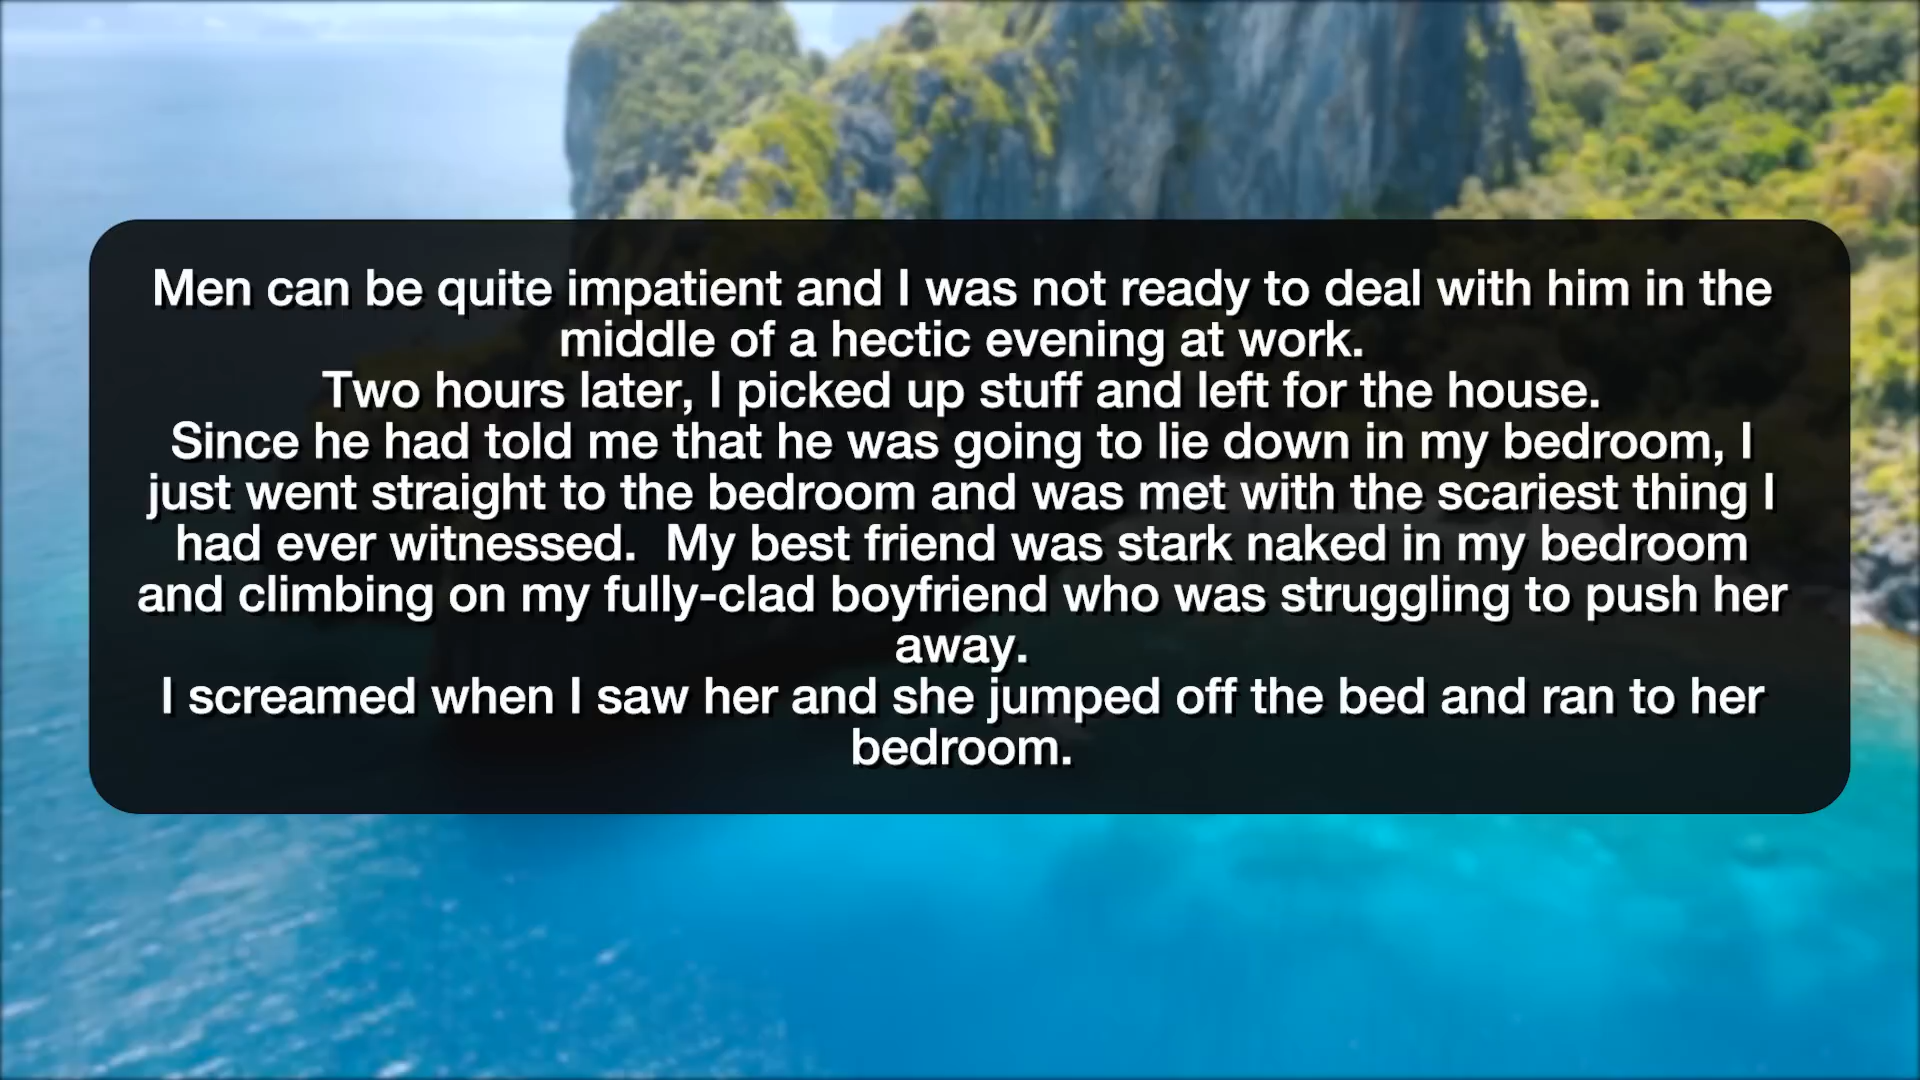 Men can be quite impatient and I was not ready to deal with him in the
middle of a hectic evening at work.
Two hours later, I picked up stuff and left for the house.
Since he had told me that he was going to lie down in my bedroom, I
just went straight to the bedroom and was met with the scariest thing I
had ever witnessed.  My best friend was stark naked in my bedroom
and climbing on my fully-clad boyfriend who was struggling to push her
away.
I screamed when I saw her and she jumped off the bed and ran to her
bedroom.